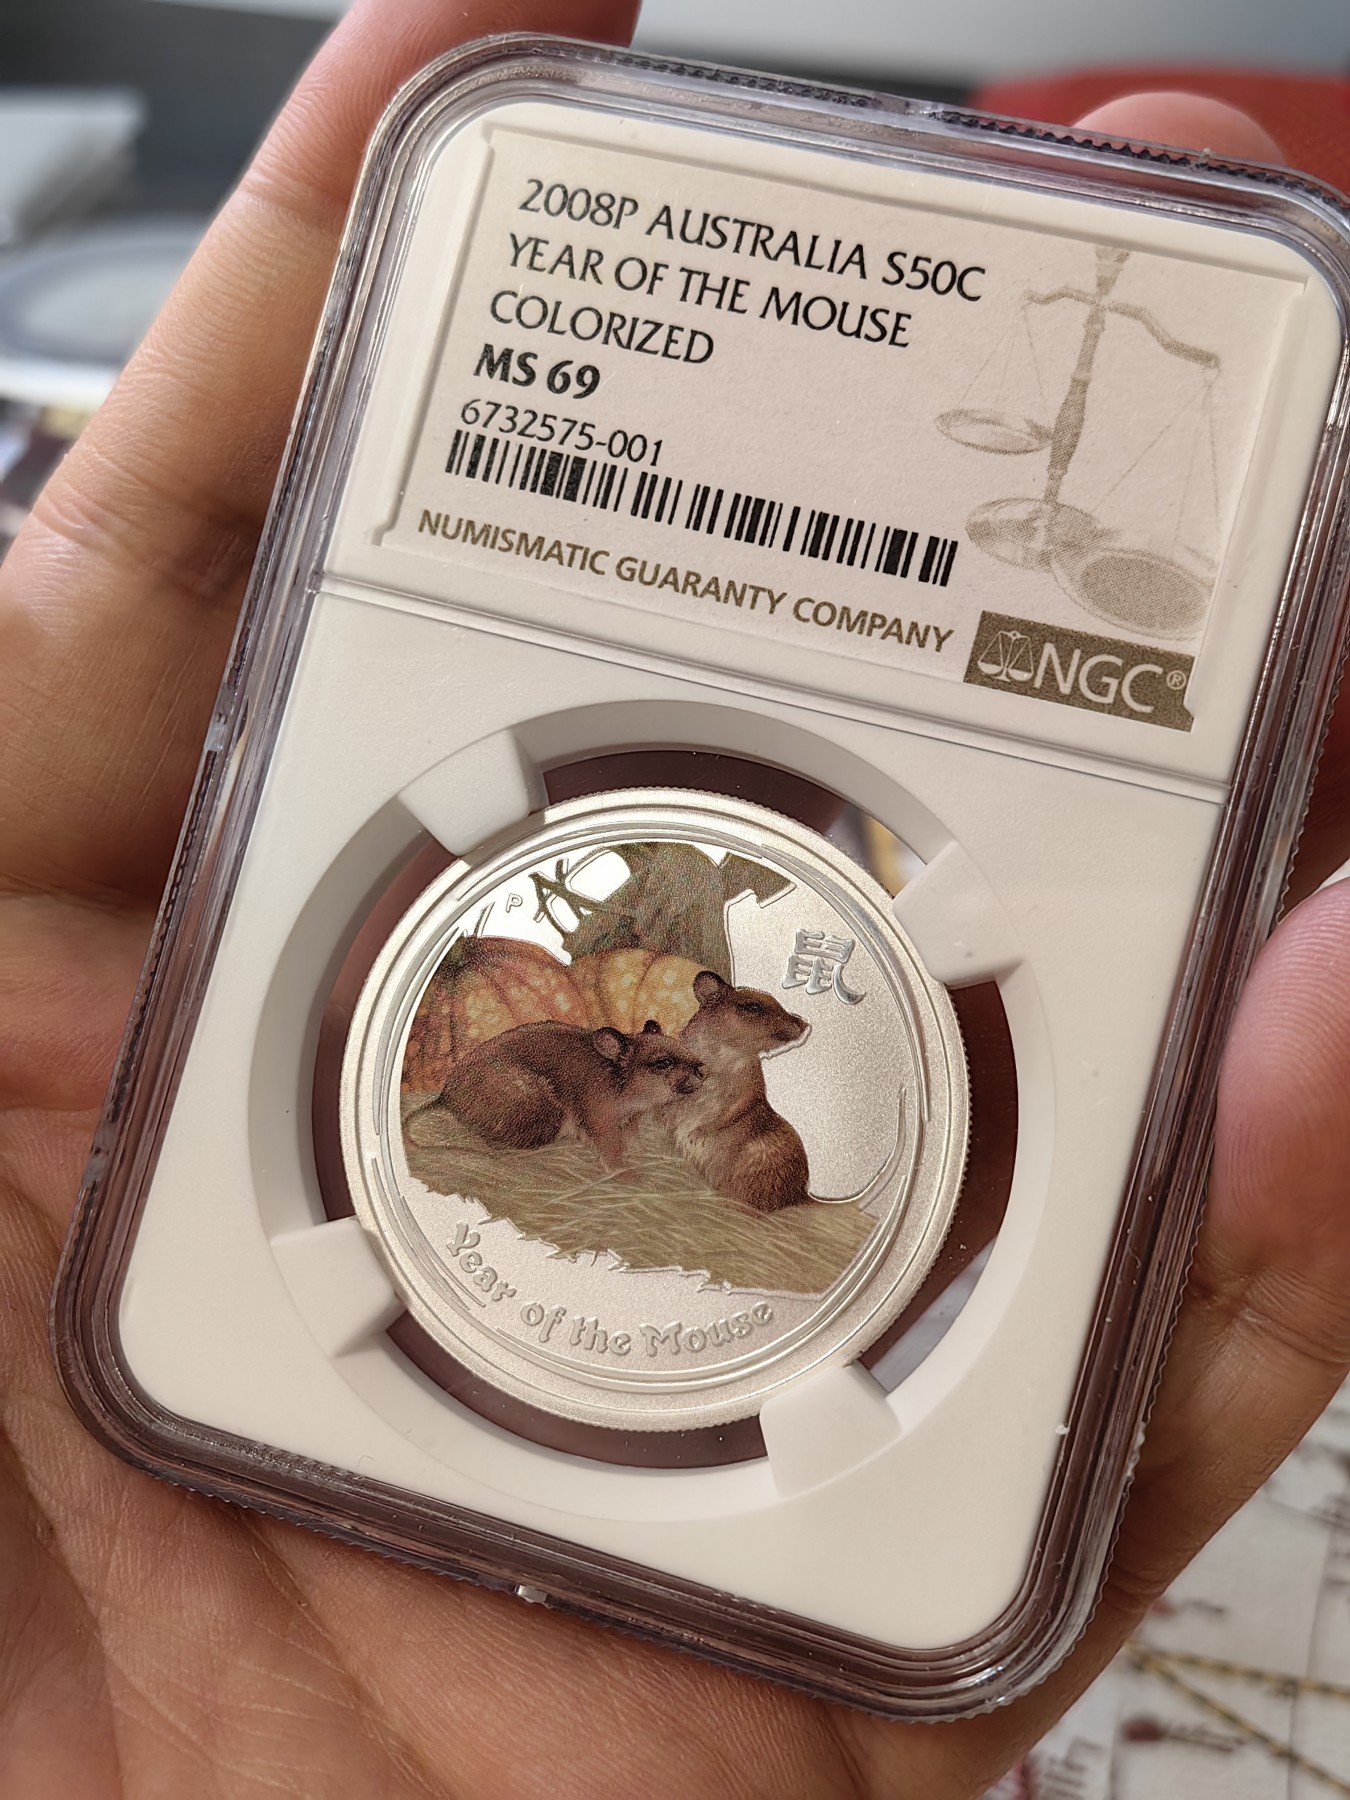 2008P AUSTRALIA S50C
YEAR OF THE MOUSE
COLORIZED
MS 69
6732575-001
NUMISMATIC GUARANTY COMPANY
NGC®
P AK
鼠
Year of the Mouse